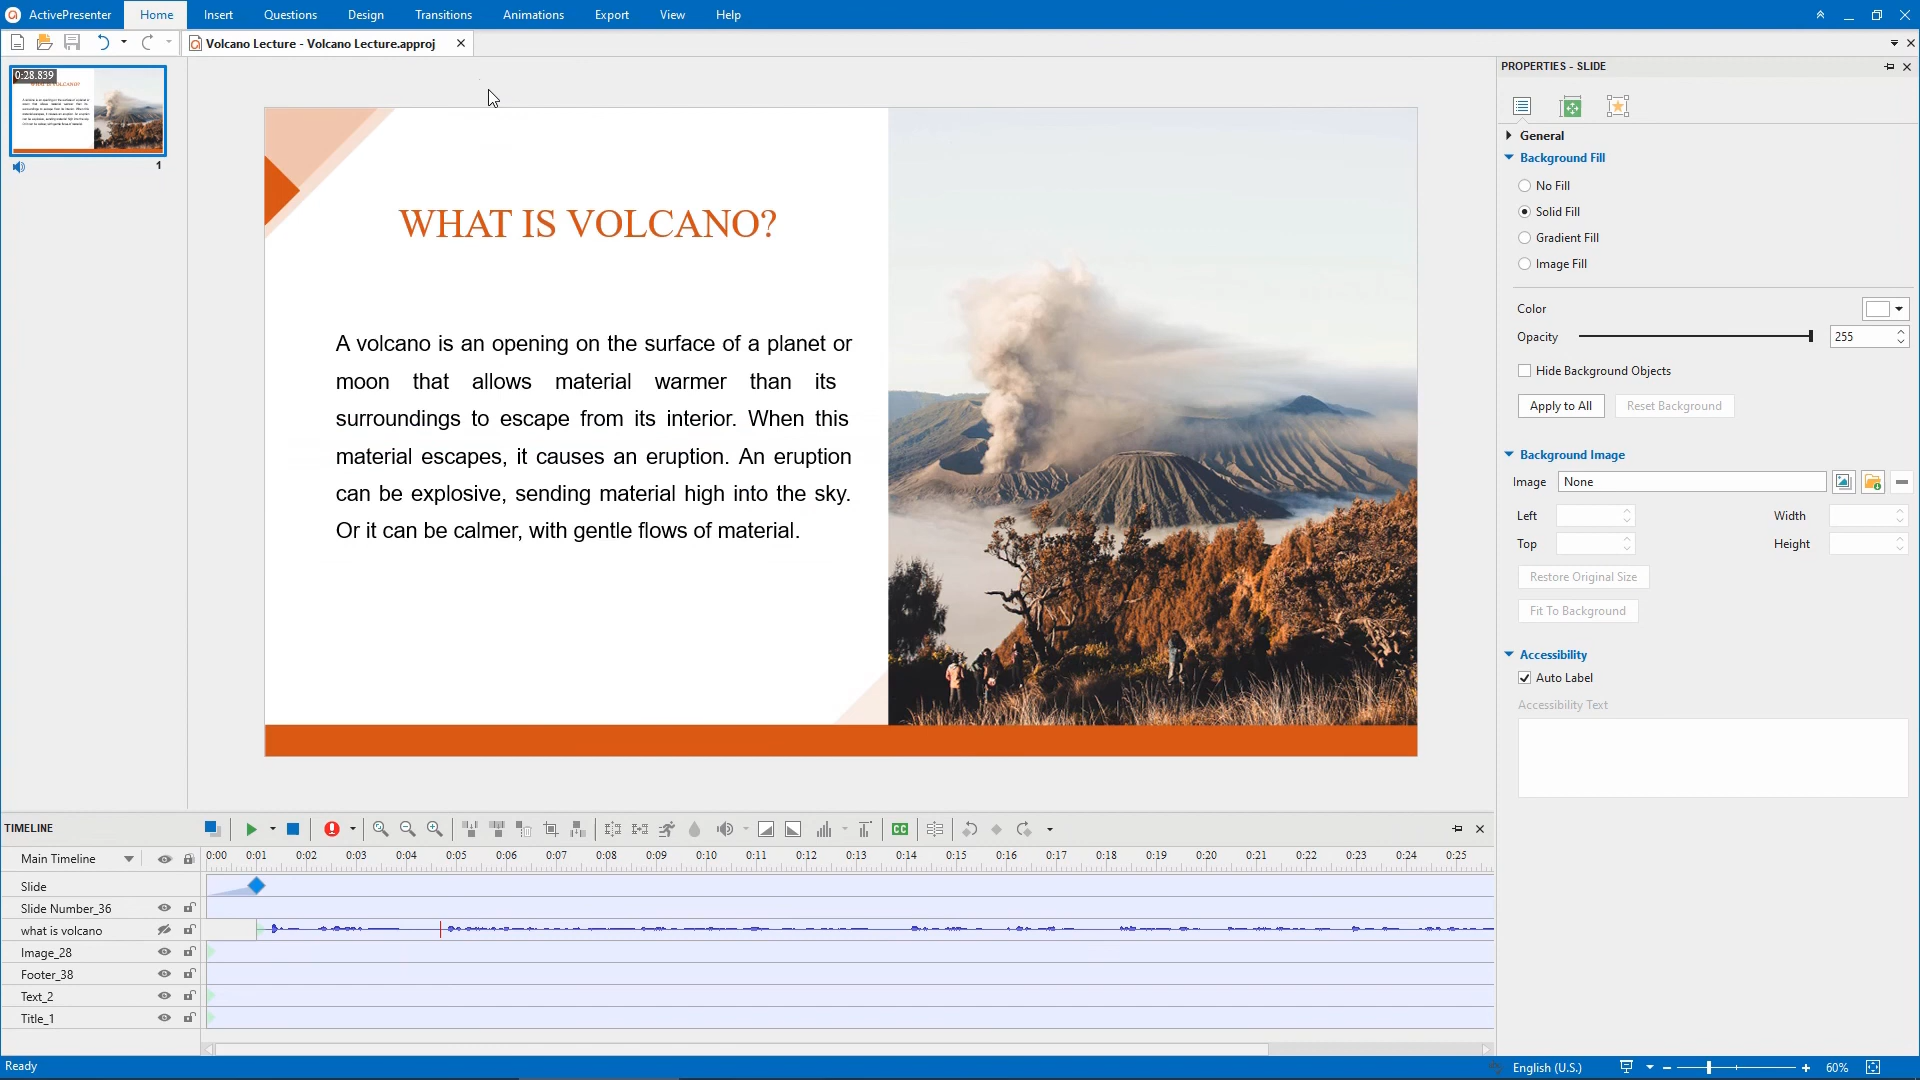 ActivePresenter
Home
Insert
Questions
Design
Transitions
Animations
Export
View
Help
Volcano Lecture - Volcano Lecture.approj
0:28.839
WHAT IS VOLCANO?
1
WHAT IS VOLCANO?
A volcano is an opening on the surface of a planet or
moon that allows material warmer than its
surroundings to escape from its interior. When this
material escapes, it causes an eruption. An eruption
can be explosive, sending material high into the sky.
Or it can be calmer, with gentle flows of material.
PROPERTIES - SLIDE
General
Background Fill
No Fill
Solid Fill
Gradient Fill
Image Fill
Color
Opacity 255
Hide Background Objects
Apply to All Reset Background
Background Image
Image None
Left Width
Top Height
Restore Original Size
Fit To Background
Accessibility
Auto Label
Accessibility Text
TIMELINE
CC
Main Timeline
0:00 0:01 0:02 0:03 0:04 0:05 0:06 0:07 0:08 0:09 0:10 0:11 0:12 0:13 0:14 0:15 0:16 0:17 0:18 0:19 0:20 0:21 0:22 0:23 0:24 0:25
Slide
Slide Number_36
what is volcano
Image_28
Footer_38
Text_2
Title_1
Ready
English (U.S.)
60%